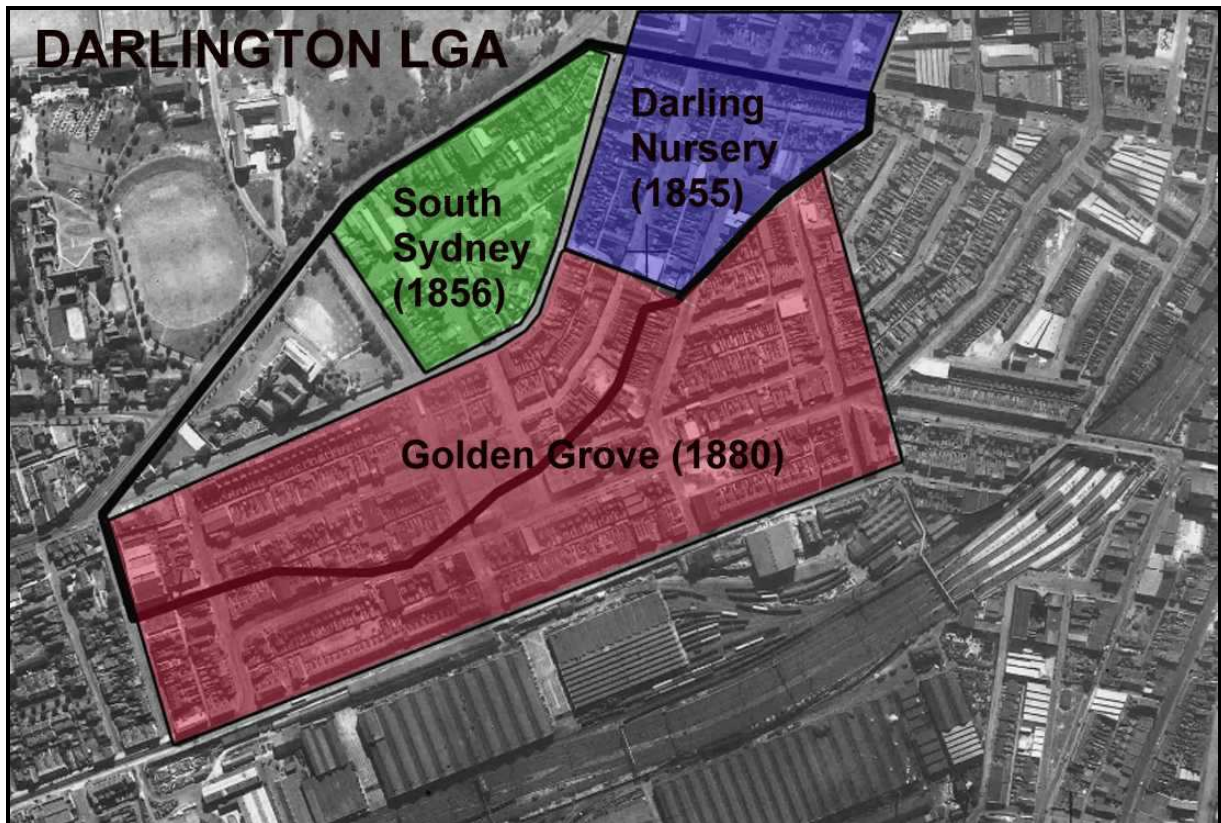 DARLINGTON LGA
Darling
Nursery
(1855)
South
Sydney
(1856)
Golden Grove (1880)